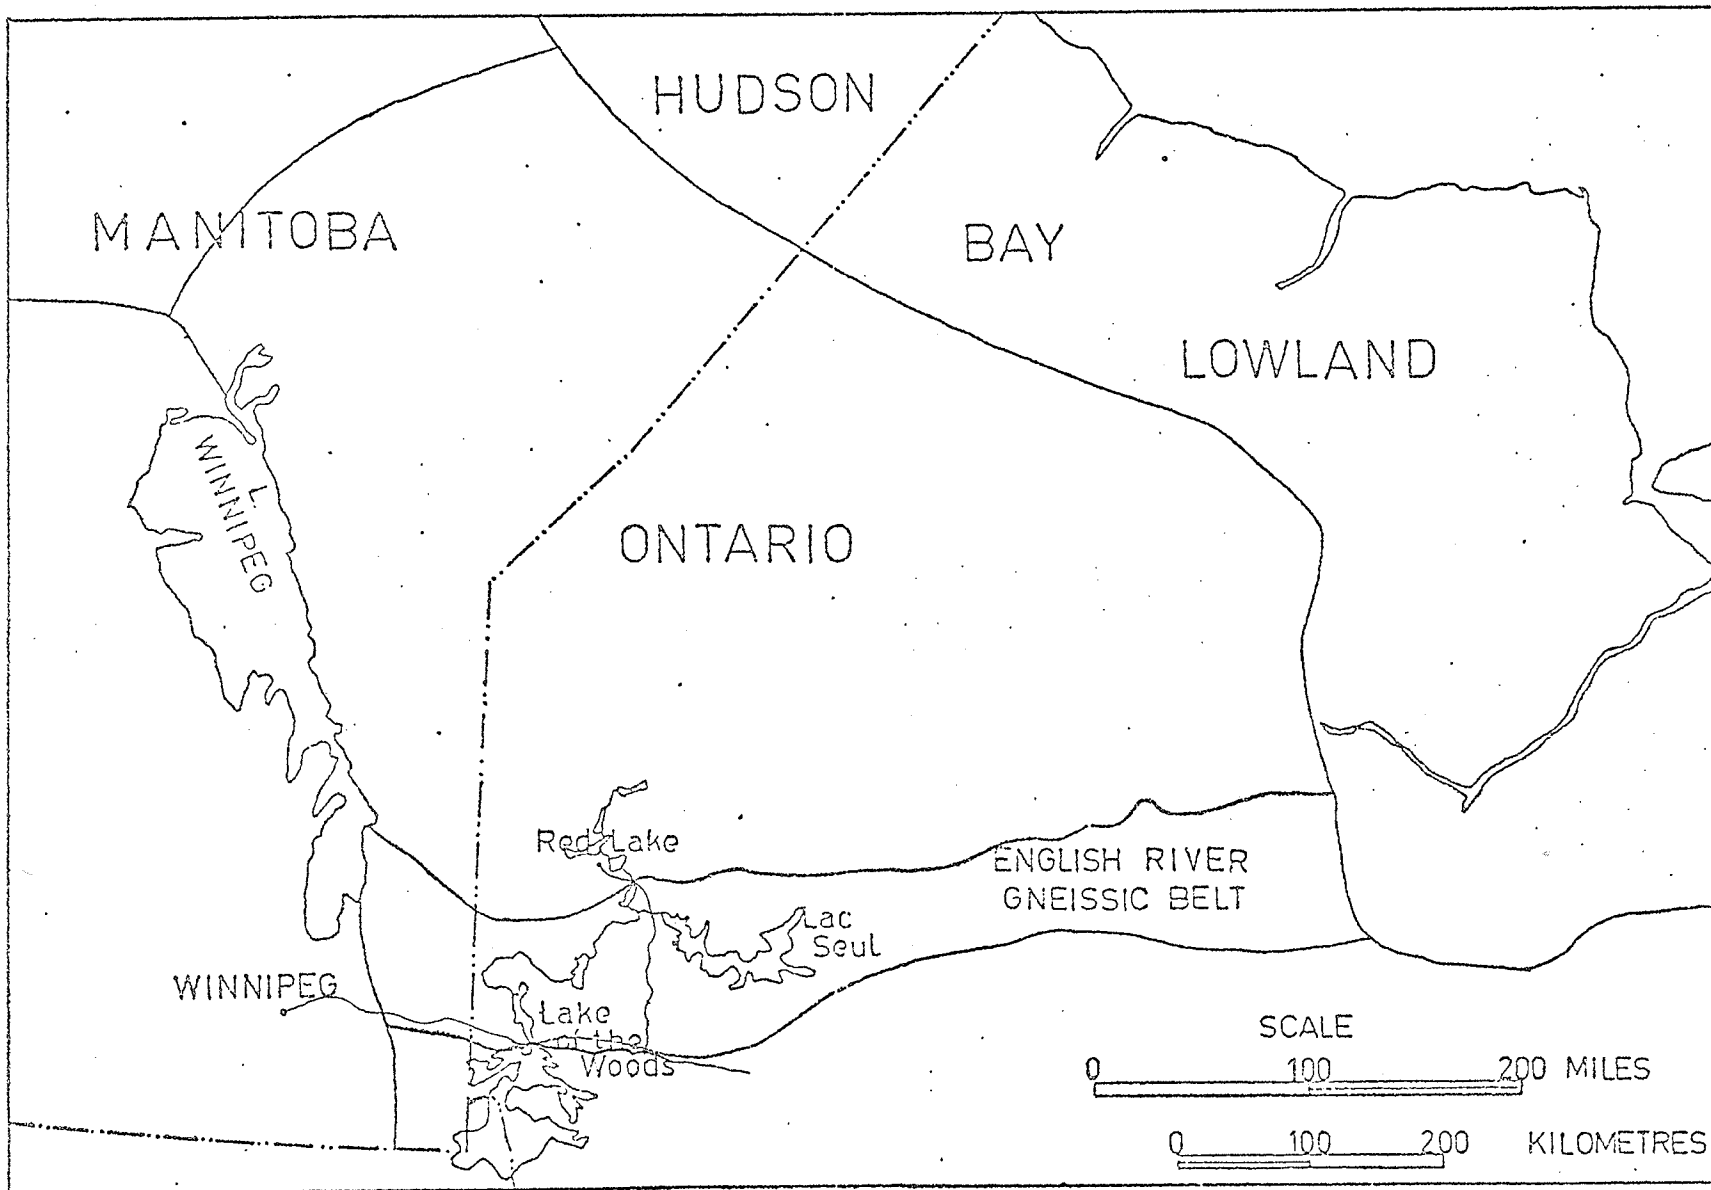 HUDSON
MANITOBA
BAY
LOWLAND
L.
WINNIPEG
ONTARIO
Red Lake
ENGLISH RIVER
GNEISSIC BELT
Lac
Seul
WINNIPEG
Lake
of the
Woods
SCALE
0 100 200 MILES
0 100 200 KILOMETRES